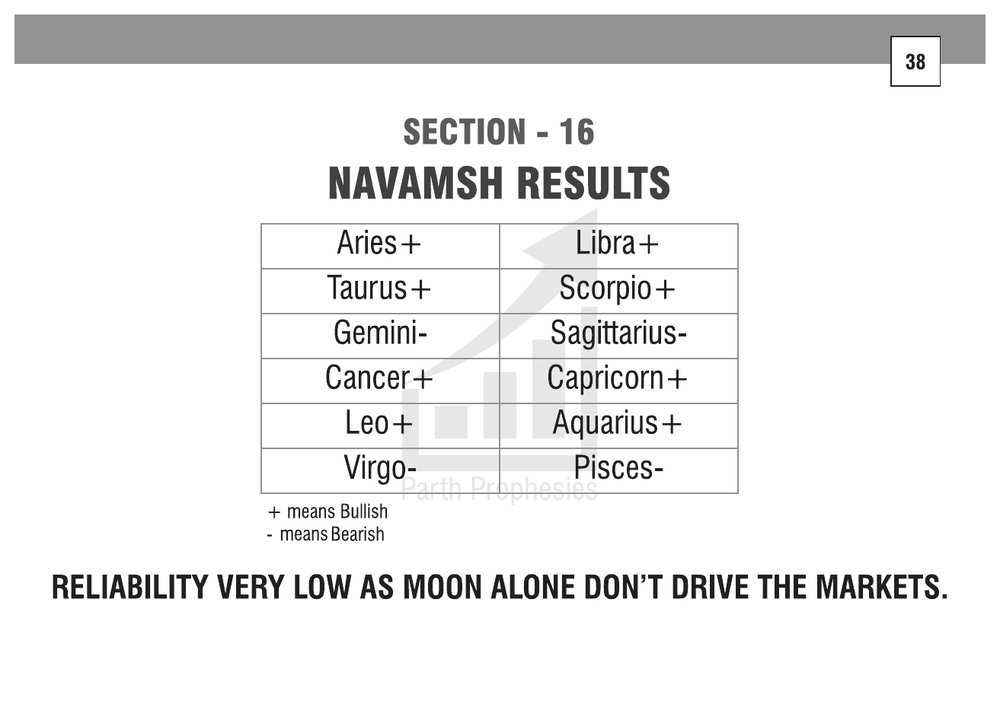 38
SECTION - 16
NAVAMSH RESULTS
Aries+ Libra+
Taurus+ Scorpio+
Gemini- Sagittarius-
Cancer+ Capricorn+
Leo+ Aquarius+
Virgo- Pisces-
Parth Prophesies
+ means Bullish
- means Bearish
RELIABILITY VERY LOW AS MOON ALONE DON'T DRIVE THE MARKETS.